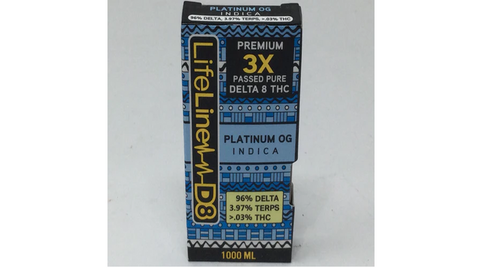 PLATINUM OG
INDICA
96% DELTA, 3.97% TERPS, >.03% THC
LifeLine D8
PREMIUM
3X
PASSED PURE
DELTA 8 THC
PLATINUM OG
INDICA
96% DELTA
3.97% TERPS
>.03% THC
1000 ML